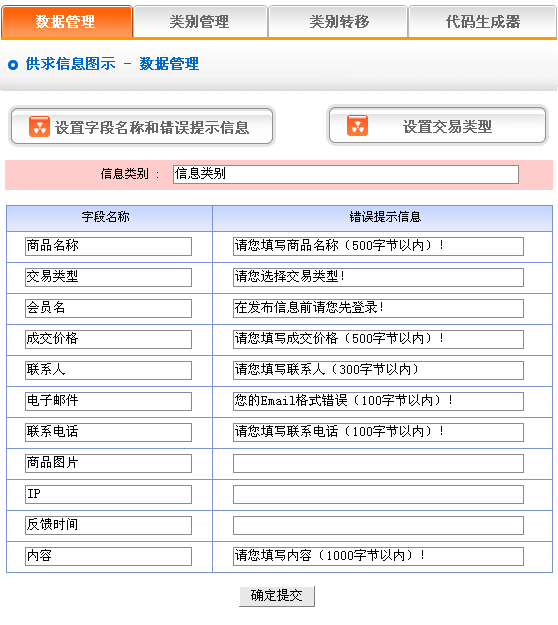 数据管理 类别管理 类别转移 代码生成器
供求信息图示 - 数据管理
设置字段名称和错误提示信息 设置交易类型
信息类别 : 信息类别
字段名称 错误提示信息
商品名称 请您填写商品名称（500字节以内）!
交易类型 请您选择交易类型!
会员名 在发布信息前请您先登录!
成交价格 请您填写成交价格（500字节以内）!
联系人 请您填写联系人（300字节以内）
电子邮件 您的Email格式错误（100字节以内）!
联系电话 请您填写联系电话（100字节以内）!
商品图片
IP
反馈时间
内容 请您填写内容（1000字节以内）!
确定提交